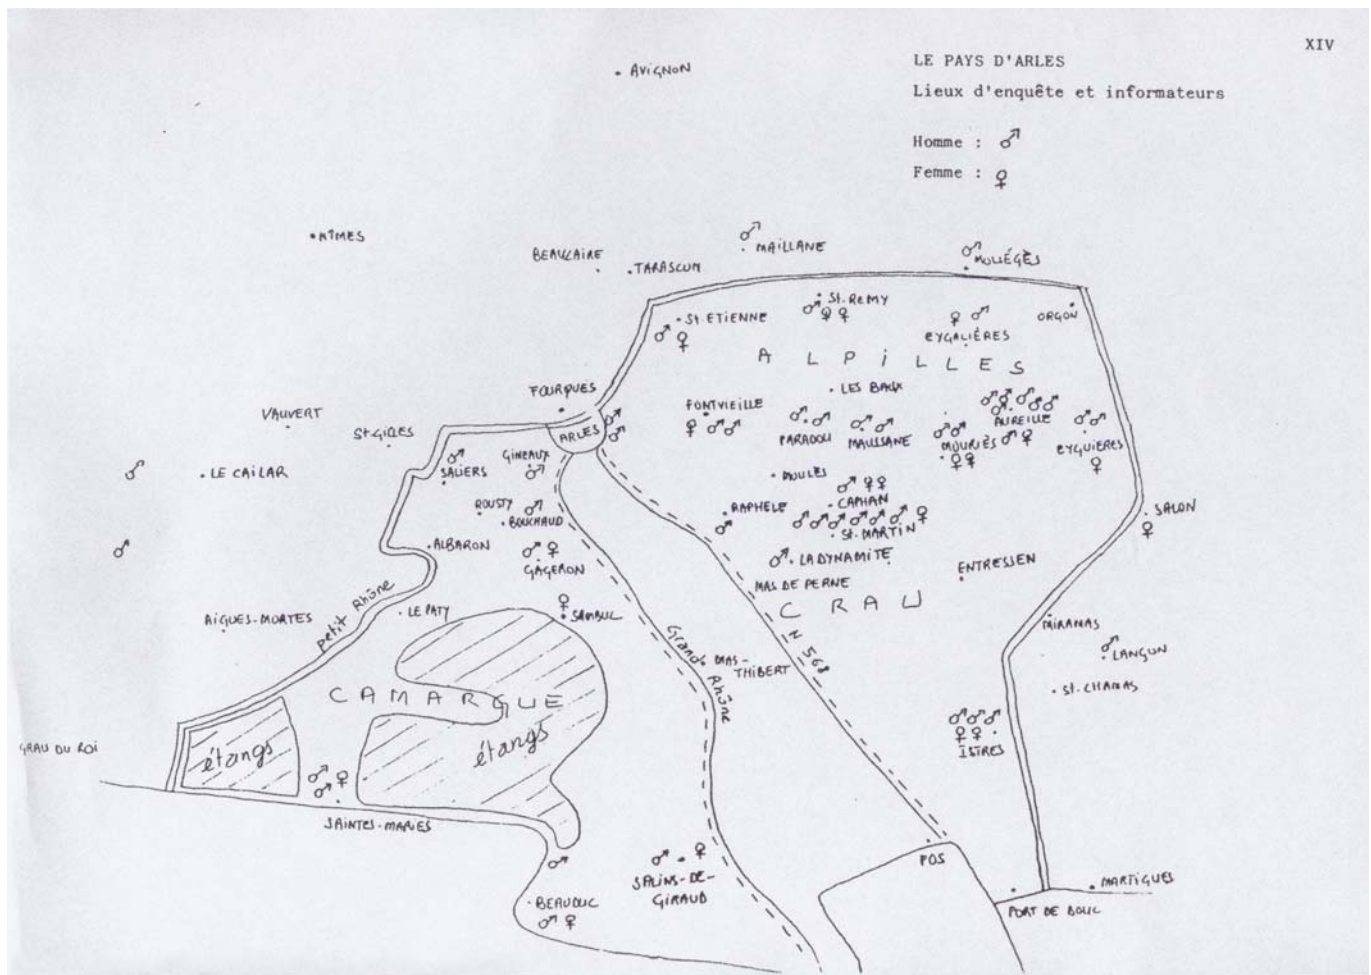 XIV
LE PAYS D'ARLES
Lieux d'enquête et informateurs
Homme : ♂
Femme : ♀
AVIGNON
NÎMES
MAILLANE
MOLLÉGÈS
BEAUCAIRE
TARASCON
St. REMY
ORGON
St ETIENNE
EYGALIÈRES
ALPILLES
LES BAUX
FOURQUES
VAUVERT
FONTVIEILLE
AUREILLE
PARADOU
MAUSSANE
MOURIÈS
EYGUIÈRES
St GILLES
ARLES
GINEAUX
LE CAILAR
SALIERS
MOULÈS
CAPHAN
ROUSTY
BOUCHAUD
RAPHELE
St. MARTIN
SALON
ALBARON
GAGERON
LA DYNAMITE
ENTRESSEN
MAS DE PERNE
CRAU
Petit Rhône
LE PATY
SAMBUC
AIGUES-MORTES
MIRAMAS
Grand Rhône
MAS-
THIBERT
N 568
LANÇON
CAMARGUE
St. CHAMAS
GRAU DU ROI
étangs
étangs
ISTRES
SAINTES-MARIES
FOS
SALINS-DE-
GIRAUD
BEAUDUC
MARTIGUES
PORT DE BOUC